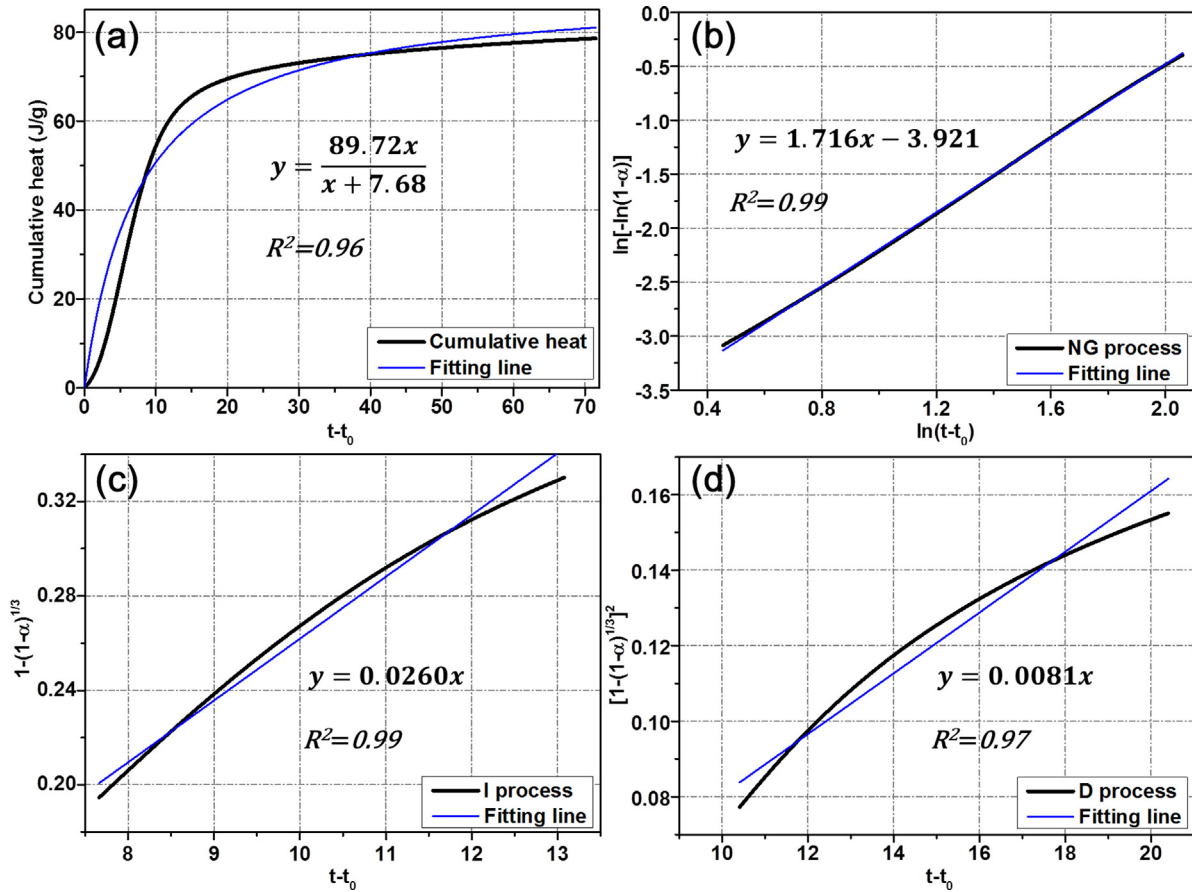 (a)
Cumulative heat (J/g)
80
60
40
20
0
y = 89.72x / x + 7.68
R²=0.96
Cumulative heat
Fitting line
0 10 20 30 40 50 60 70
t-t₀
(b)
ln[-ln(1-α)]
0.0
-0.5
-1.0
-1.5
-2.0
-2.5
-3.0
-3.5
y = 1.716x − 3.921
R²=0.99
NG process
Fitting line
0.4 0.8 1.2 1.6 2.0
ln(t-t₀)
(c)
1-(1-α)^1/3
0.32
0.28
0.24
0.20
y = 0.0260x
R²=0.99
I process
Fitting line
8 9 10 11 12 13
t-t₀
(d)
[1-(1-α)^1/3]²
0.16
0.14
0.12
0.10
0.08
y = 0.0081x
R²=0.97
D process
Fitting line
10 12 14 16 18 20
t-t₀